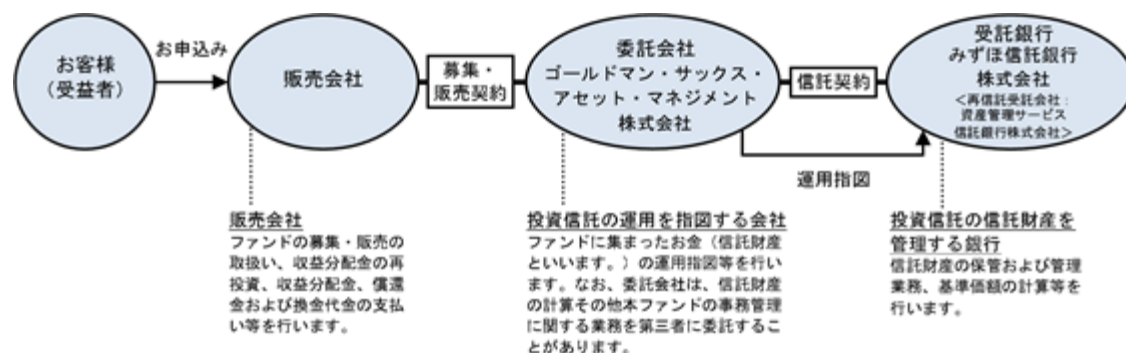 お客様
（受益者）
お申込み
販売会社
募集・
販売契約
委託会社
ゴールドマン・サックス・
アセット・マネジメント
株式会社
信託契約
受託銀行
みずほ信託銀行
株式会社
＜再信託受託会社：
資産管理サービス
信託銀行株式会社＞
運用指図
販売会社
ファンドの募集・販売の
取扱い、収益分配金の再
投資、収益分配金、償還
金および換金代金の支払
い等を行います。
投資信託の運用を指図する会社
ファンドに集まったお金（信託財産
といいます。）の運用指図等を行い
ます。なお、委託会社は、信託財産
の計算その他本ファンドの事務管理
に関する業務を第三者に委託するこ
とがあります。
投資信託の信託財産を
管理する銀行
信託財産の保管および管理
業務、基準価額の計算等を
行います。